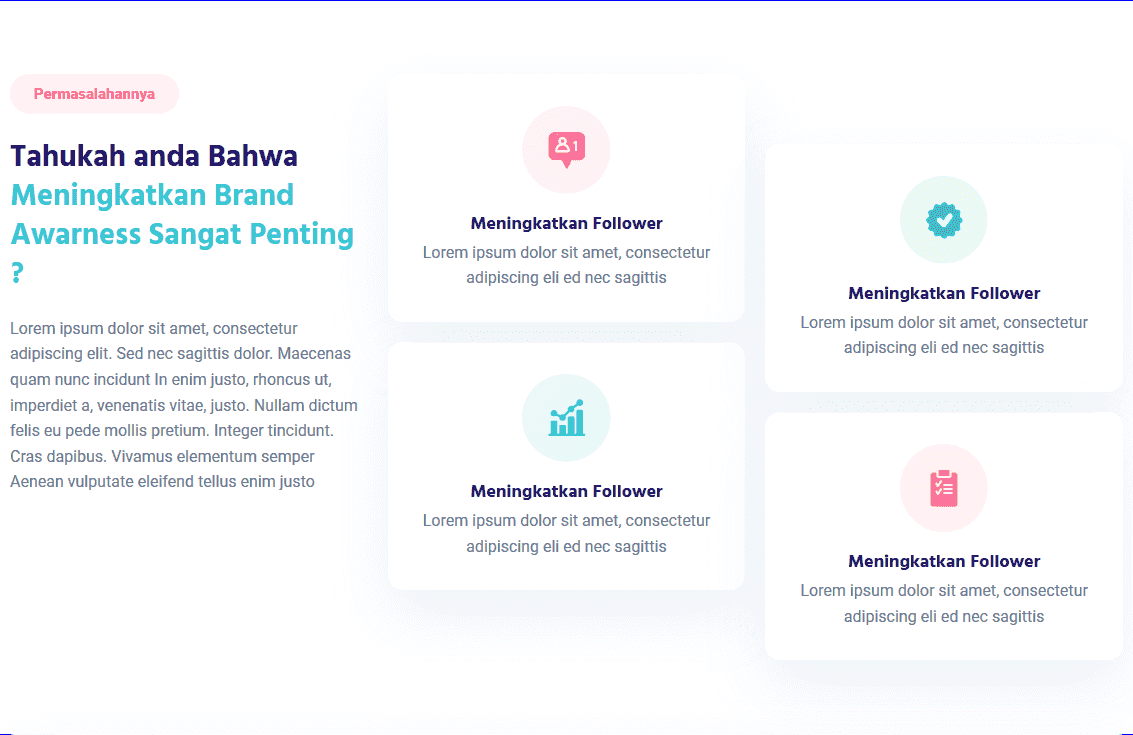 Permasalahannya
Tahukah anda Bahwa
Meningkatkan Brand
Awarness Sangat Penting
?
Lorem ipsum dolor sit amet, consectetur
adipiscing elit. Sed nec sagittis dolor. Maecenas
quam nunc incidunt In enim justo, rhoncus ut,
imperdiet a, venenatis vitae, justo. Nullam dictum
felis eu pede mollis pretium. Integer tincidunt.
Cras dapibus. Vivamus elementum semper
Aenean vulputate eleifend tellus enim justo
1
Meningkatkan Follower
Lorem ipsum dolor sit amet, consectetur
adipiscing eli ed nec sagittis
Meningkatkan Follower
Lorem ipsum dolor sit amet, consectetur
adipiscing eli ed nec sagittis
Meningkatkan Follower
Lorem ipsum dolor sit amet, consectetur
adipiscing eli ed nec sagittis
Meningkatkan Follower
Lorem ipsum dolor sit amet, consectetur
adipiscing eli ed nec sagittis